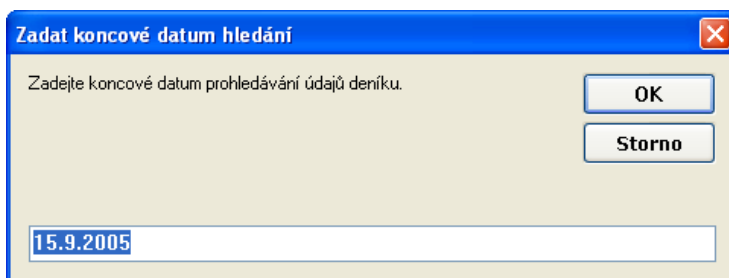 Zadat koncové datum hledání
Zadejte koncové datum prohledávání údajů deníku.
OK
Storno
15.9.2005